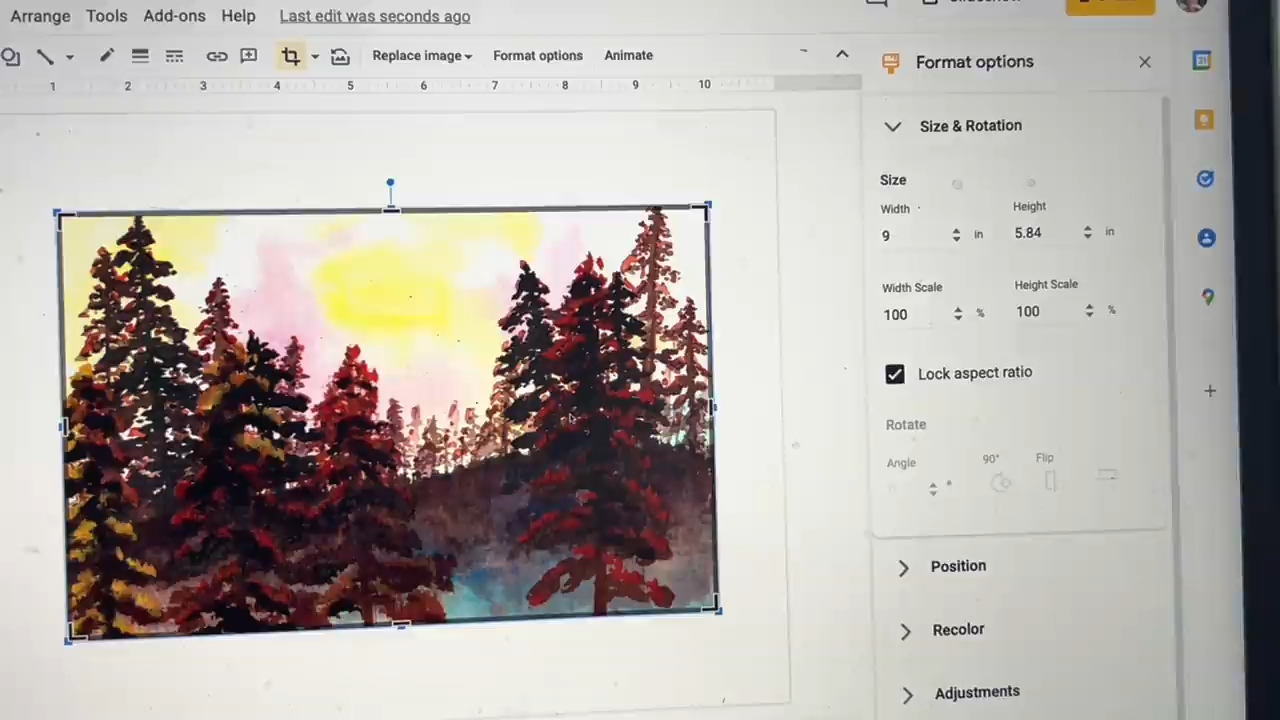 Arrange Tools Add-ons Help Last edit was seconds ago
Replace image Format options Animate
1 2 3 4 5 6 7 8 9 10
Format options
31
Size & Rotation
Size
Width Height
9 in 5.84 in
Width Scale Height Scale
100 % 100 %
Lock aspect ratio
Rotate
Angle 90° Flip
Position
Recolor
Adjustments